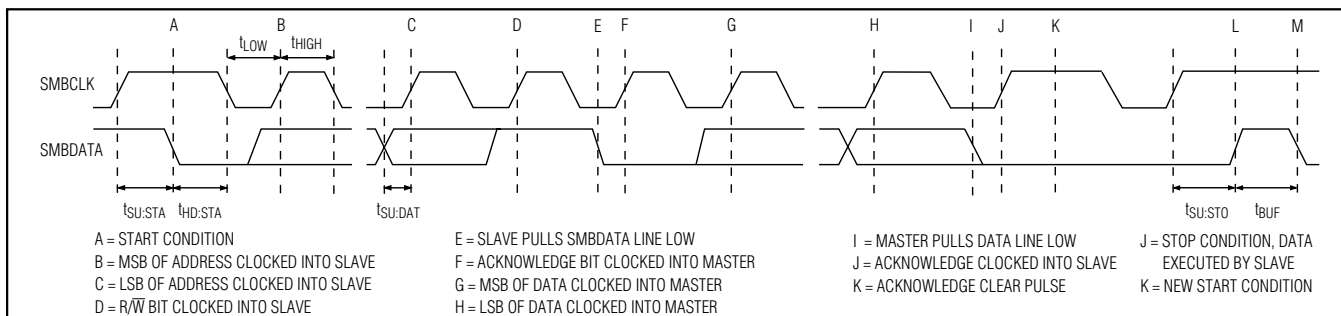 A B C D E F G H I J K L M
tLOW tHIGH
SMBCLK
SMBDATA
tSU:STA tHD:STA tSU:DAT tSU:STO tBUF
A = START CONDITION
B = MSB OF ADDRESS CLOCKED INTO SLAVE
C = LSB OF ADDRESS CLOCKED INTO SLAVE
D = R/W̅ BIT CLOCKED INTO SLAVE
E = SLAVE PULLS SMBDATA LINE LOW
F = ACKNOWLEDGE BIT CLOCKED INTO MASTER
G = MSB OF DATA CLOCKED INTO MASTER
H = LSB OF DATA CLOCKED INTO MASTER
I = MASTER PULLS DATA LINE LOW
J = ACKNOWLEDGE CLOCKED INTO SLAVE
K = ACKNOWLEDGE CLEAR PULSE
J = STOP CONDITION, DATA
EXECUTED BY SLAVE
K = NEW START CONDITION